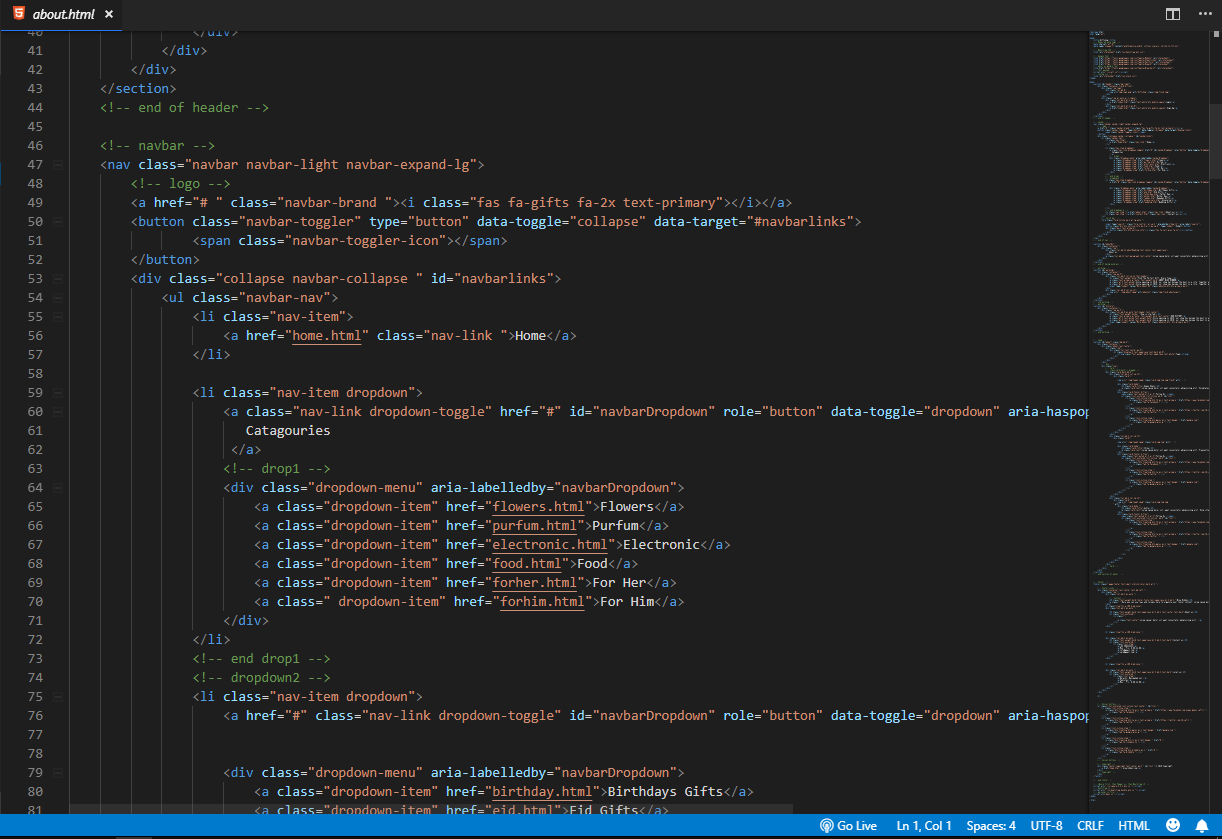 about.html ×
40 </div>
41 </div>
42 </div>
43 </section>
44 <!-- end of header -->
45
46 <!-- navbar -->
47 <nav class="navbar navbar-light navbar-expand-lg">
48 <!-- logo -->
49 <a href="# " class="navbar-brand "><i class="fas fa-gifts fa-2x text-primary"></i></a>
50 <button class="navbar-toggler" type="button" data-toggle="collapse" data-target="#navbarlinks">
51 <span class="navbar-toggler-icon"></span>
52 </button>
53 <div class="collapse navbar-collapse " id="navbarlinks">
54 <ul class="navbar-nav">
55 <li class="nav-item">
56 <a href="home.html" class="nav-link ">Home</a>
57 </li>
58
59 <li class="nav-item dropdown">
60 <a class="nav-link dropdown-toggle" href="#" id="navbarDropdown" role="button" data-toggle="dropdown" aria-haspop
61 Catagouries
62 </a>
63 <!-- drop1 -->
64 <div class="dropdown-menu" aria-labelledby="navbarDropdown">
65 <a class="dropdown-item" href="flowers.html">Flowers</a>
66 <a class="dropdown-item" href="purfum.html">Purfum</a>
67 <a class="dropdown-item" href="electronic.html">Electronic</a>
68 <a class="dropdown-item" href="food.html">Food</a>
69 <a class="dropdown-item" href="forher.html">For Her</a>
70 <a class=" dropdown-item" href="forhim.html">For Him</a>
71 </div>
72 </li>
73 <!-- end drop1 -->
74 <!-- dropdown2 -->
75 <li class="nav-item dropdown">
76 <a href="#" class="nav-link dropdown-toggle" id="navbarDropdown" role="button" data-toggle="dropdown" aria-haspop
77
78
79 <div class="dropdown-menu" aria-labelledby="navbarDropdown">
80 <a class="dropdown-item" href="birthday.html">Birthdays Gifts</a>
81 <a class="dropdown-item" href="eid.html">Eid Gifts</a>
Go Live Ln 1, Col 1 Spaces: 4 UTF-8 CRLF HTML